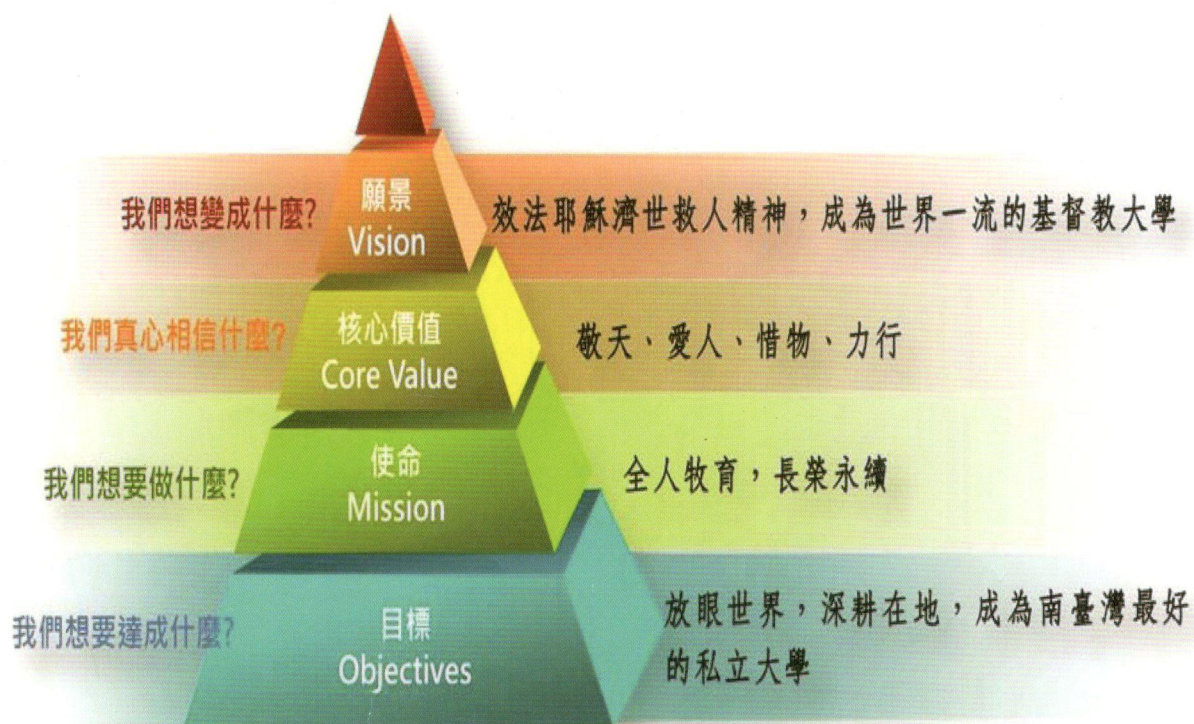 我們想變成什麼?
願景
Vision
效法耶穌濟世救人精神，成為世界一流的基督教大學
我們真心相信什麼?
核心價值
Core Value
敬天、愛人、惜物、力行
我們想要做什麼?
使命
Mission
全人牧育，長榮永續
我們想要達成什麼?
目標
Objectives
放眼世界，深耕在地，成為南臺灣最好
的私立大學